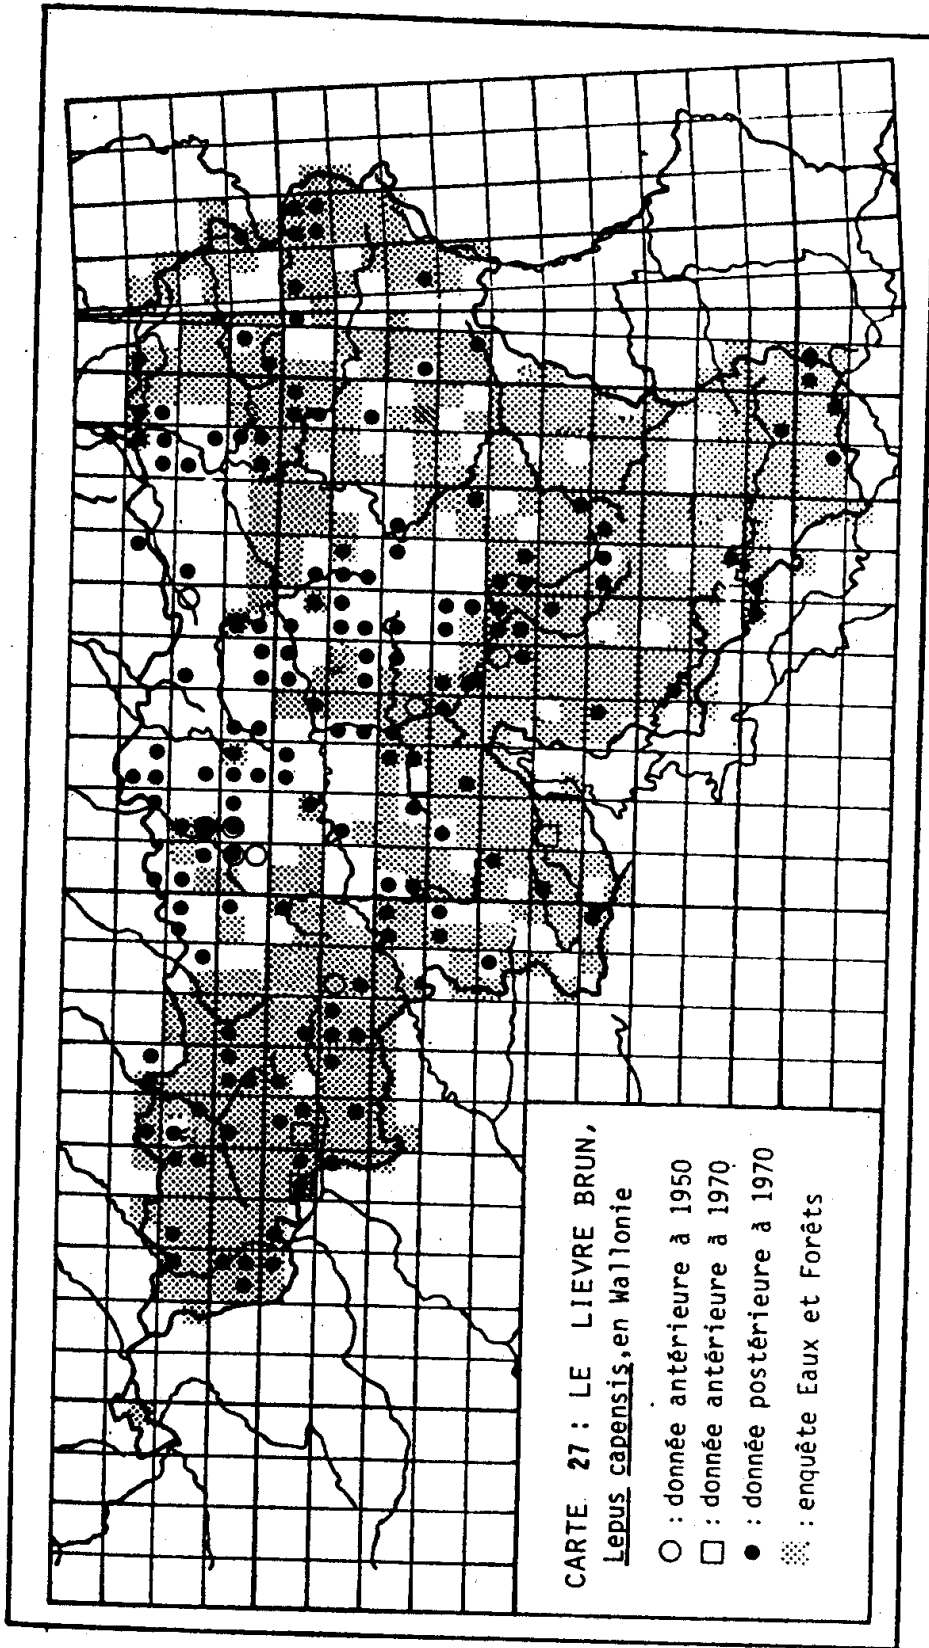 CARTE 27 : LE LIEVRE BRUN,
Lepus capensis, en Wallonie
○ : donnée antérieure à 1950
□ : donnée antérieure à 1970
● : donnée postérieure à 1970
: enquête Eaux et Forêts